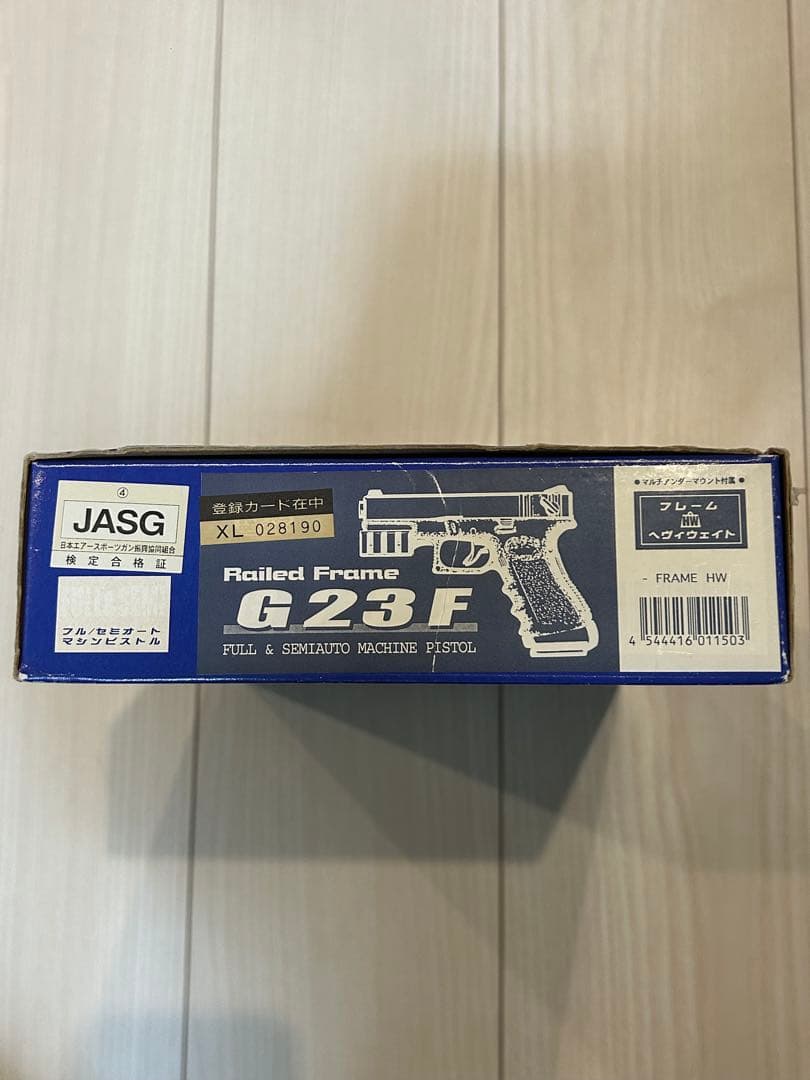 ④
JASG
日本エアースポーツガン振興協同組合
検定合格証
フル/セミオート
マシンピストル
登録カード在中
XL 028190
Railed Frame
G23F
FULL & SEMIAUTO MACHINE PISTOL
● マルチアンダーマウント付属 ●
フレーム
HW
ヘヴィウェイト
- FRAME HW
4 544416 011503